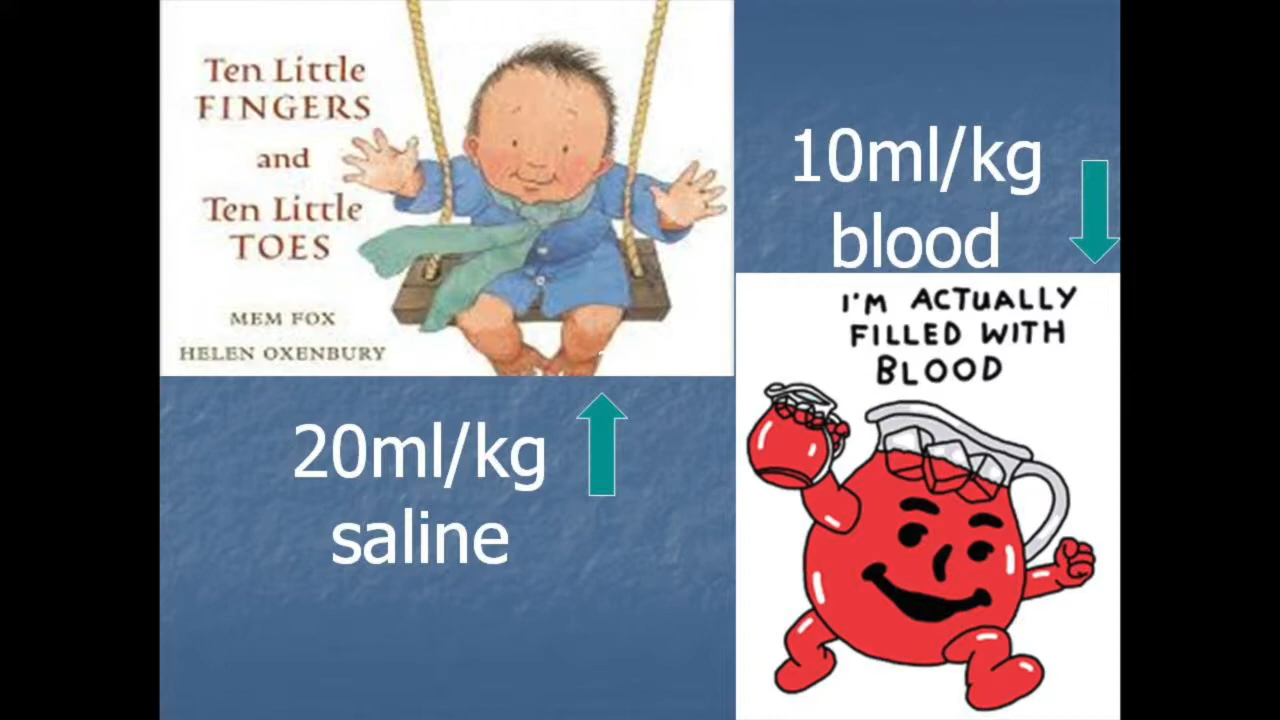 Ten Little
FINGERS
and
Ten Little
TOES
MEM FOX
HELEN OXENBURY
20ml/kg
saline
10ml/kg
blood
I'M ACTUALLY
FILLED WITH
BLOOD